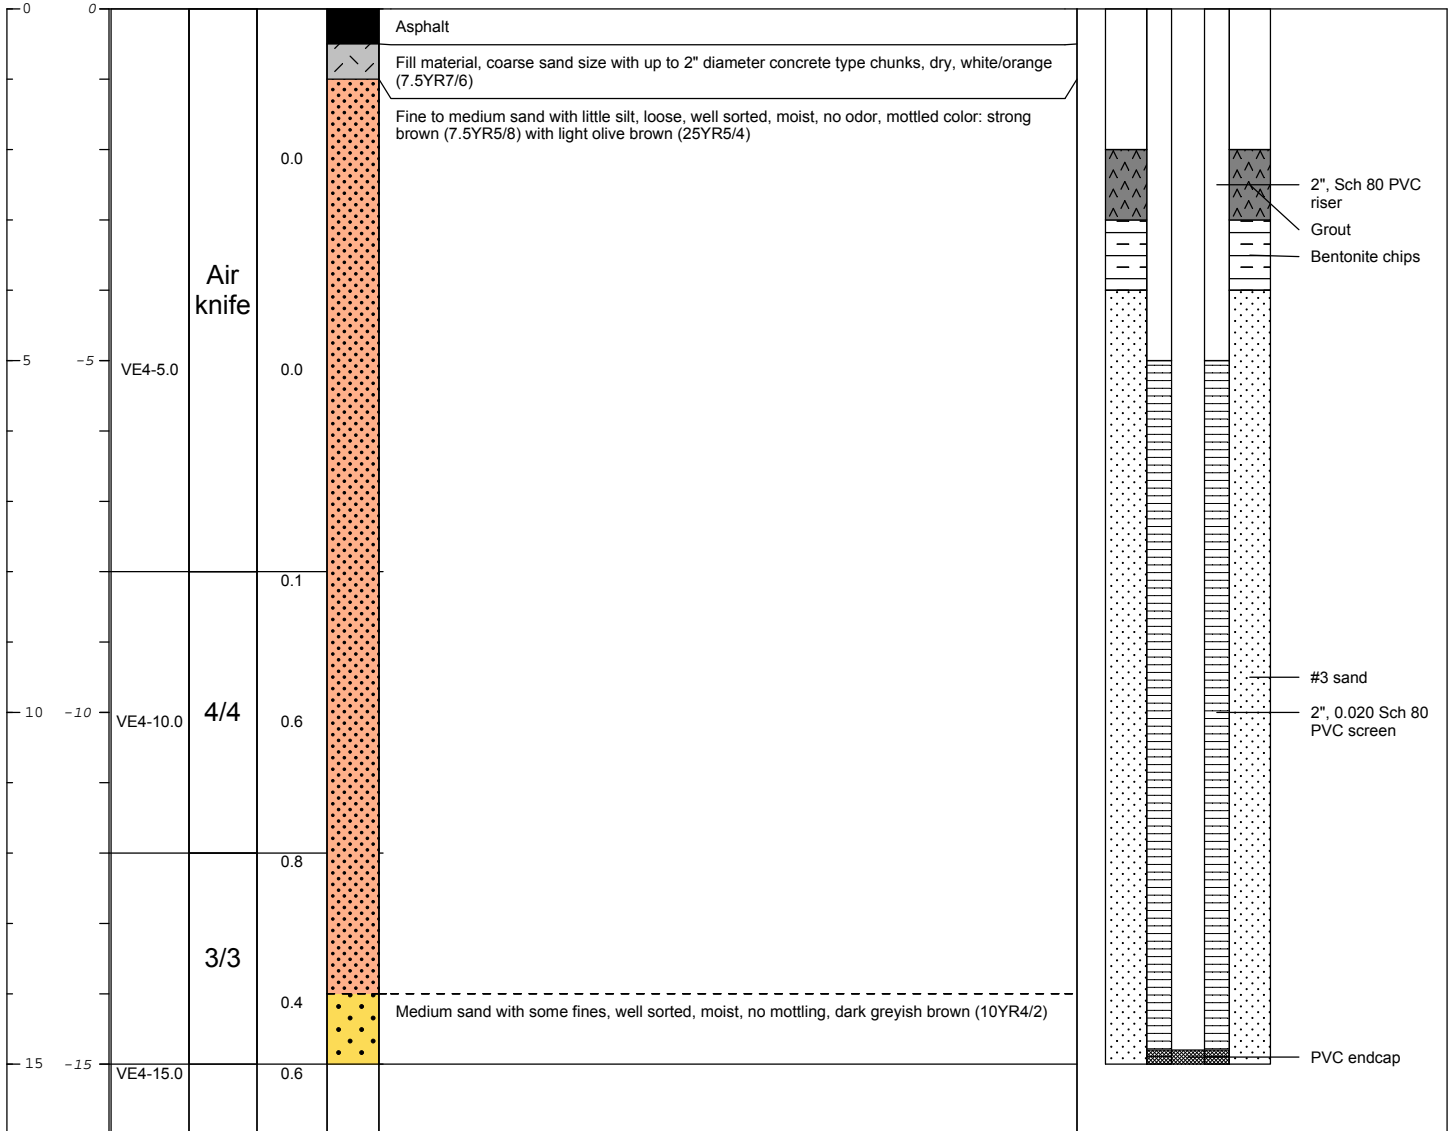 0 0
Asphalt
Fill material, coarse sand size with up to 2" diameter concrete type chunks, dry, white/orange
(7.5YR7/6)
Fine to medium sand with little silt, loose, well sorted, moist, no odor, mottled color: strong
brown (7.5YR5/8) with light olive brown (25YR5/4)
0.0
2", Sch 80 PVC
riser
Grout
Bentonite chips
Air
knife
5 -5 VE4-5.0 0.0
0.1
#3 sand
10 -10 VE4-10.0 4/4 0.6
2", 0.020 Sch 80
PVC screen
0.8
3/3
0.4
Medium sand with some fines, well sorted, moist, no mottling, dark greyish brown (10YR4/2)
PVC endcap
15 -15 VE4-15.0 0.6